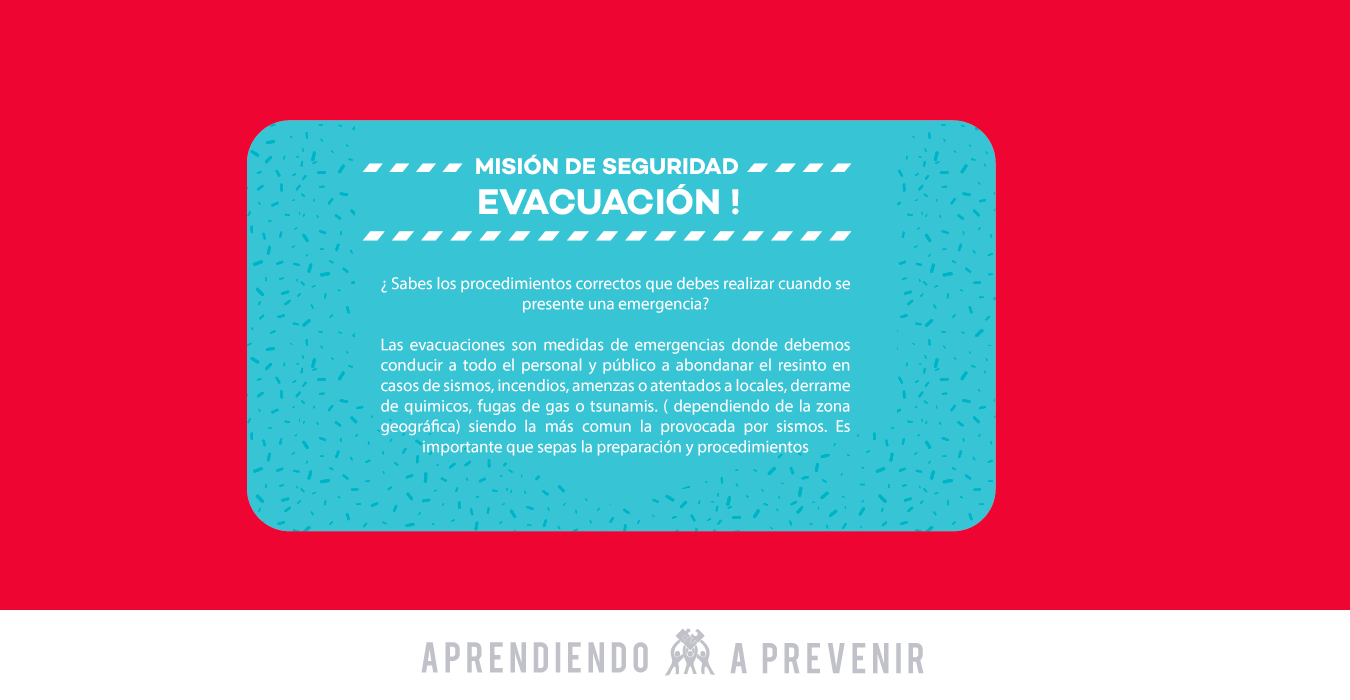 MISIÓN DE SEGURIDAD
EVACUACIÓN !
¿ Sabes los procedimientos correctos que debes realizar cuando se
presente una emergencia?
Las evacuaciones son medidas de emergencias donde debemos
conducir a todo el personal y público a abondanar el resinto en
casos de sismos, incendios, amenzas o atentados a locales, derrame
de quimicos, fugas de gas o tsunamis. ( dependiendo de la zona
geográfica) siendo la más comun la provocada por sismos. Es
importante que sepas la preparación y procedimientos
APRENDIENDO A PREVENIR